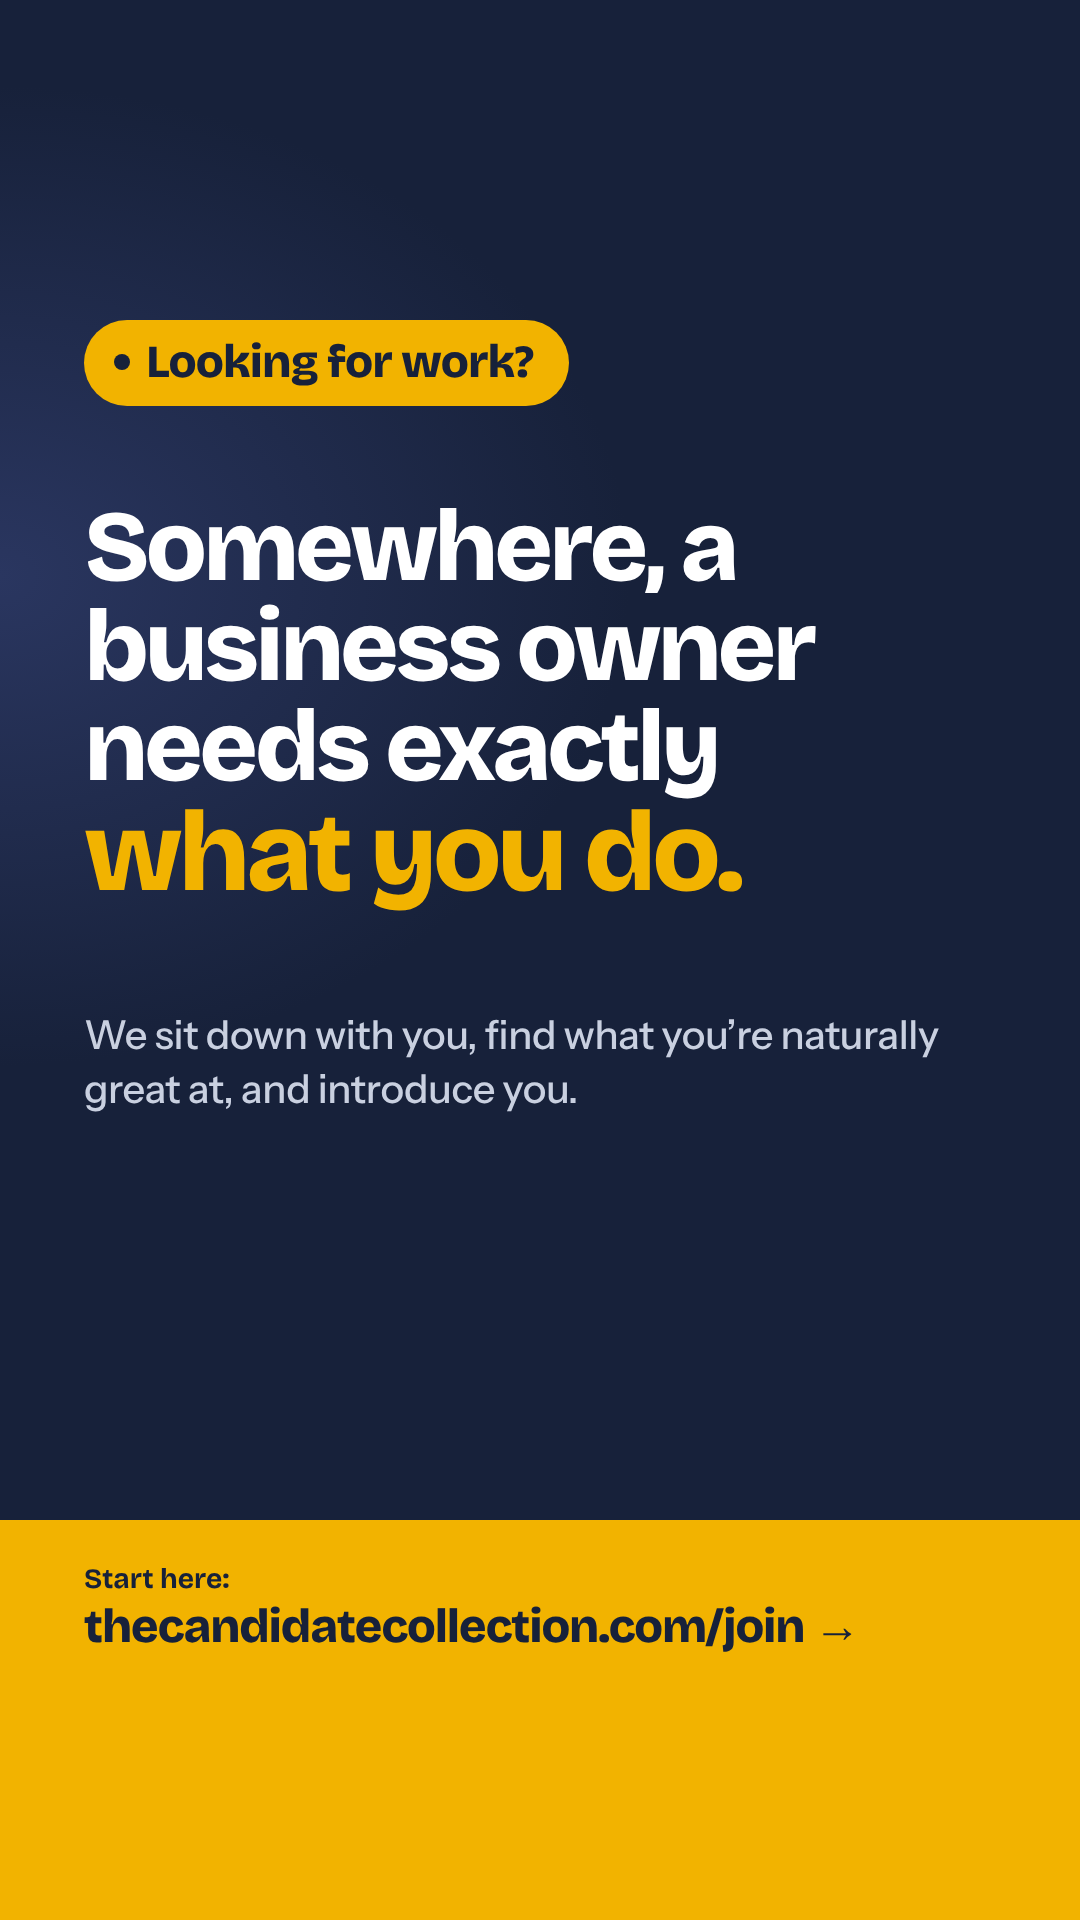 Looking for work?
Somewhere, a
business owner
needs exactly
what you do.
We sit down with you, find what you’re naturally
great at, and introduce you.
Start here:
thecandidatecollection.com/join →